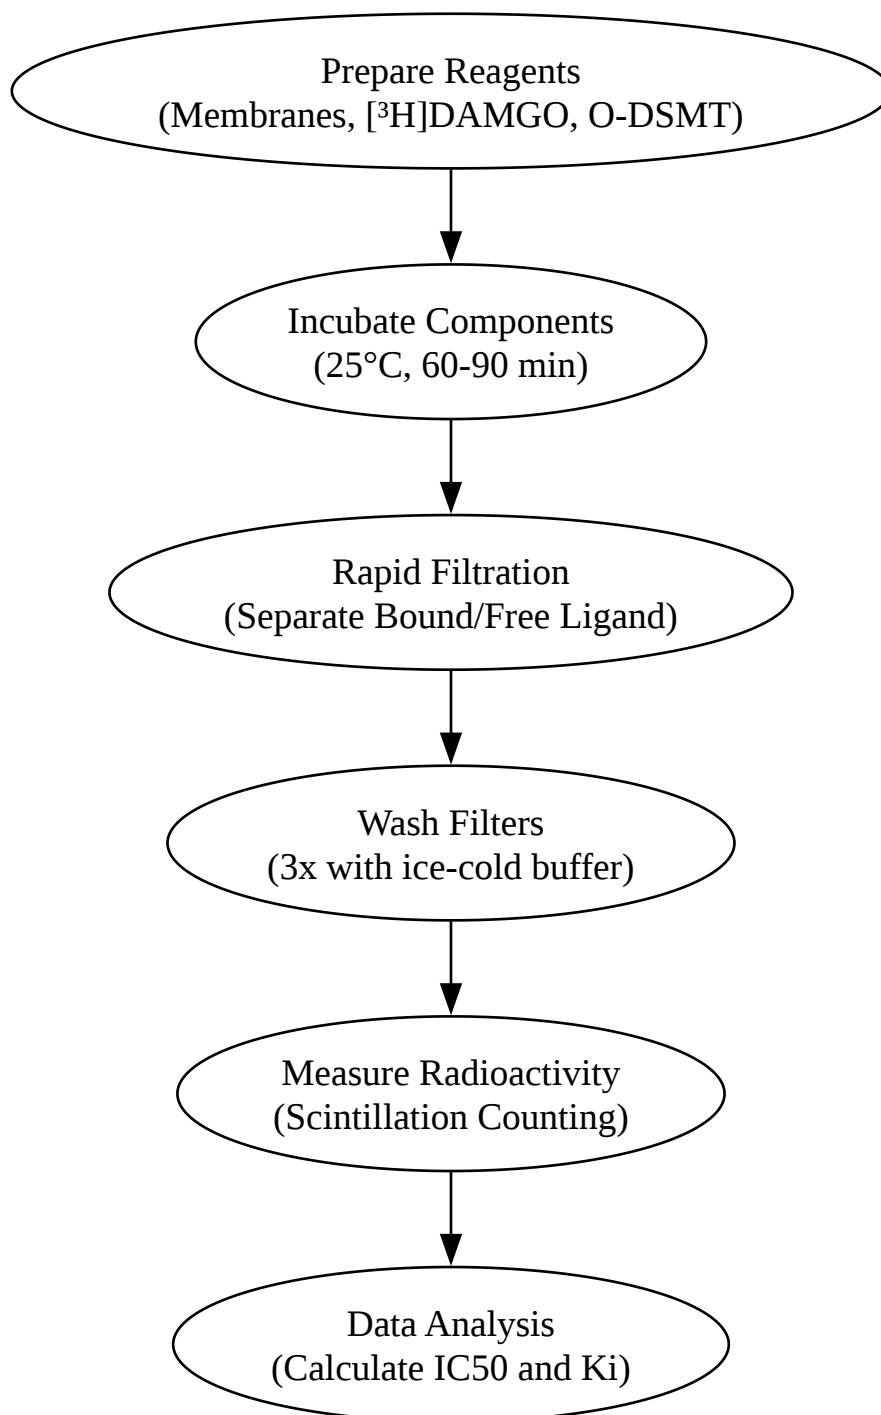 Prepare Reagents
(Membranes, [³H]DAMGO, O-DSMT)
Incubate Components
(25°C, 60-90 min)
Rapid Filtration
(Separate Bound/Free Ligand)
Wash Filters
(3x with ice-cold buffer)
Measure Radioactivity
(Scintillation Counting)
Data Analysis
(Calculate IC50 and Ki)